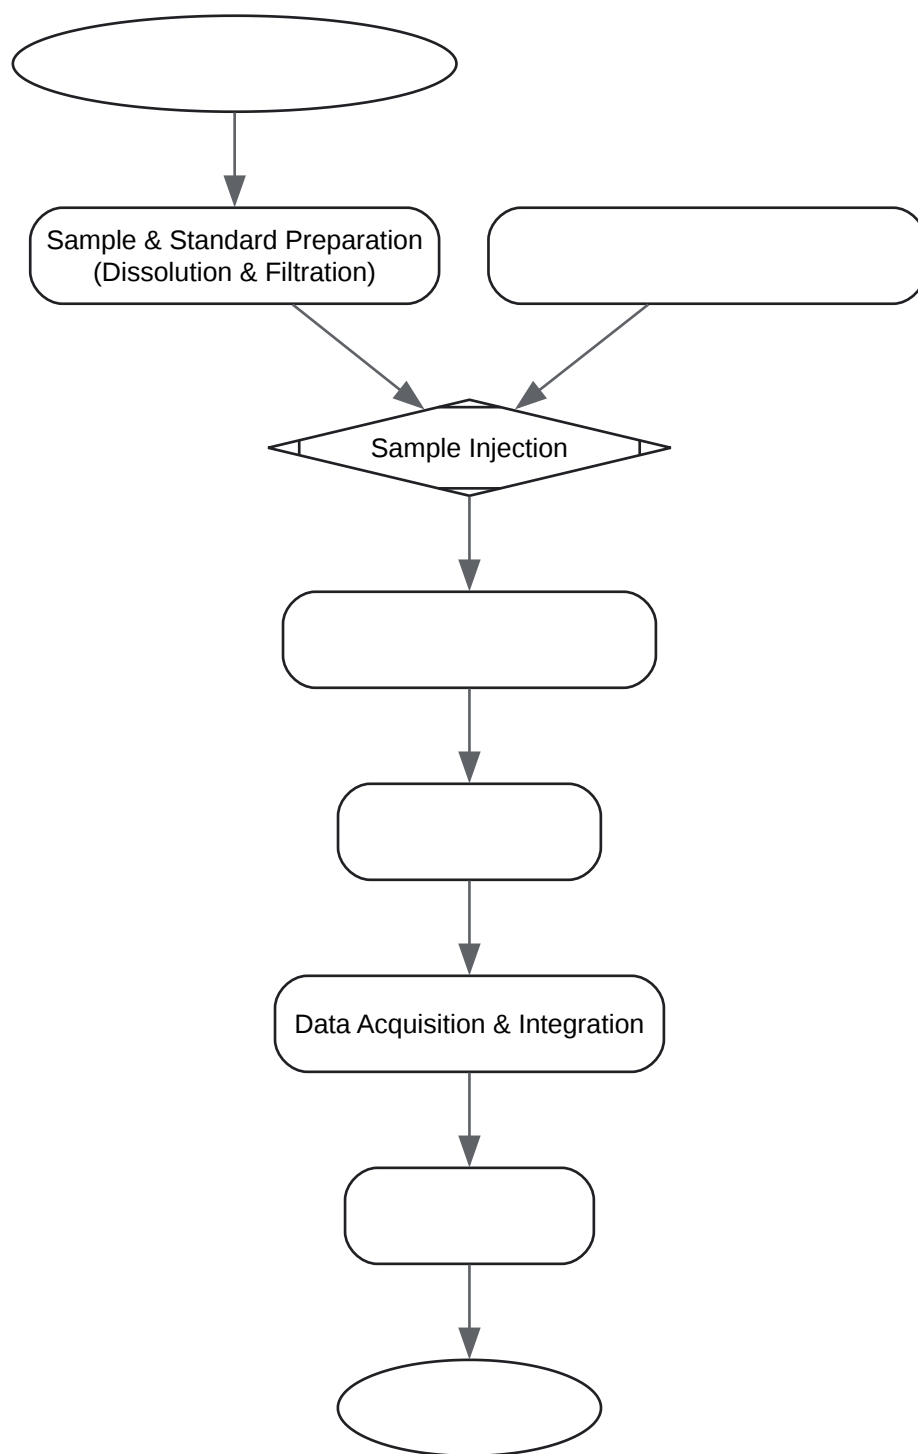 Sample & Standard Preparation
(Dissolution & Filtration)
Sample Injection
Data Acquisition & Integration